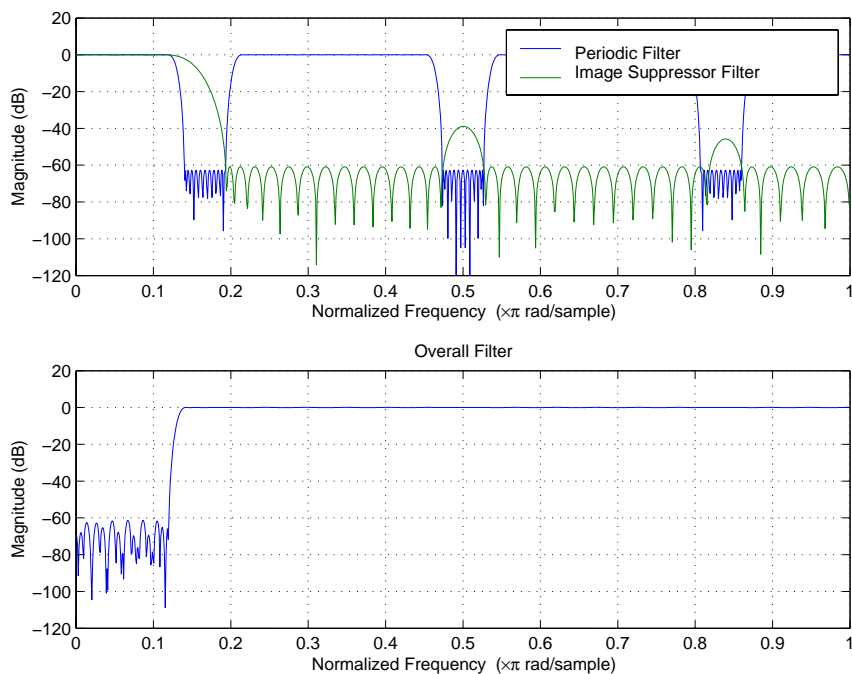 20
0
−20
−40
−60
−80
−100
−120
Magnitude (dB)
Periodic Filter
Image Suppressor Filter
0 0.1 0.2 0.3 0.4 0.5 0.6 0.7 0.8 0.9 1
Normalized Frequency (×π rad/sample)
Overall Filter
20
0
−20
−40
−60
−80
−100
−120
Magnitude (dB)
0 0.1 0.2 0.3 0.4 0.5 0.6 0.7 0.8 0.9 1
Normalized Frequency (×π rad/sample)